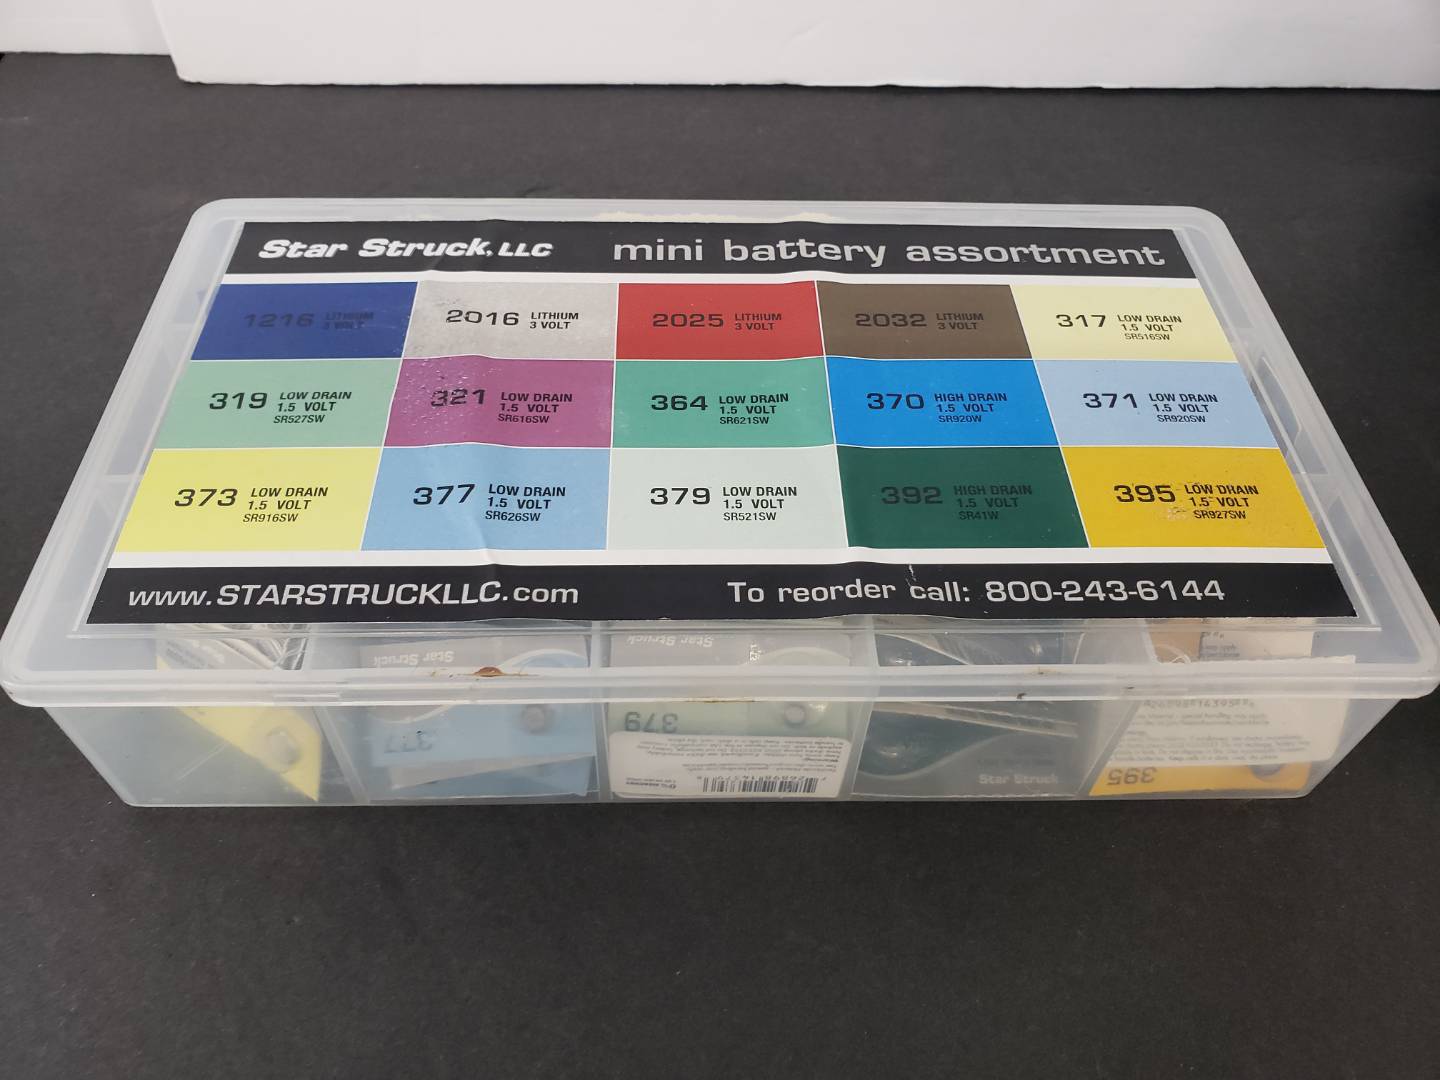 Star Struck, LLC mini battery assortment
1216 LITHIUM 3 VOLT
2016 LITHIUM 3 VOLT
2025 LITHIUM 3 VOLT
2032 LITHIUM 3 VOLT
317 LOW DRAIN 1.5 VOLT SR516SW
319 LOW DRAIN 1.5 VOLT SR527SW
321 LOW DRAIN 1.5 VOLT SR616SW
364 LOW DRAIN 1.5 VOLT SR621SW
370 HIGH DRAIN 1.5 VOLT SR920W
371 LOW DRAIN 1.5 VOLT SR920SW
373 LOW DRAIN 1.5 VOLT SR916SW
377 LOW DRAIN 1.5 VOLT SR626SW
379 LOW DRAIN 1.5 VOLT SR521SW
392 HIGH DRAIN 1.5 VOLT SR41W
395 LOW DRAIN 1.5 VOLT SR927SW
www.STARSTRUCKLLC.com To reorder call: 800-243-6144
Star Struck
Star Struck
377
379
Star Struck
395